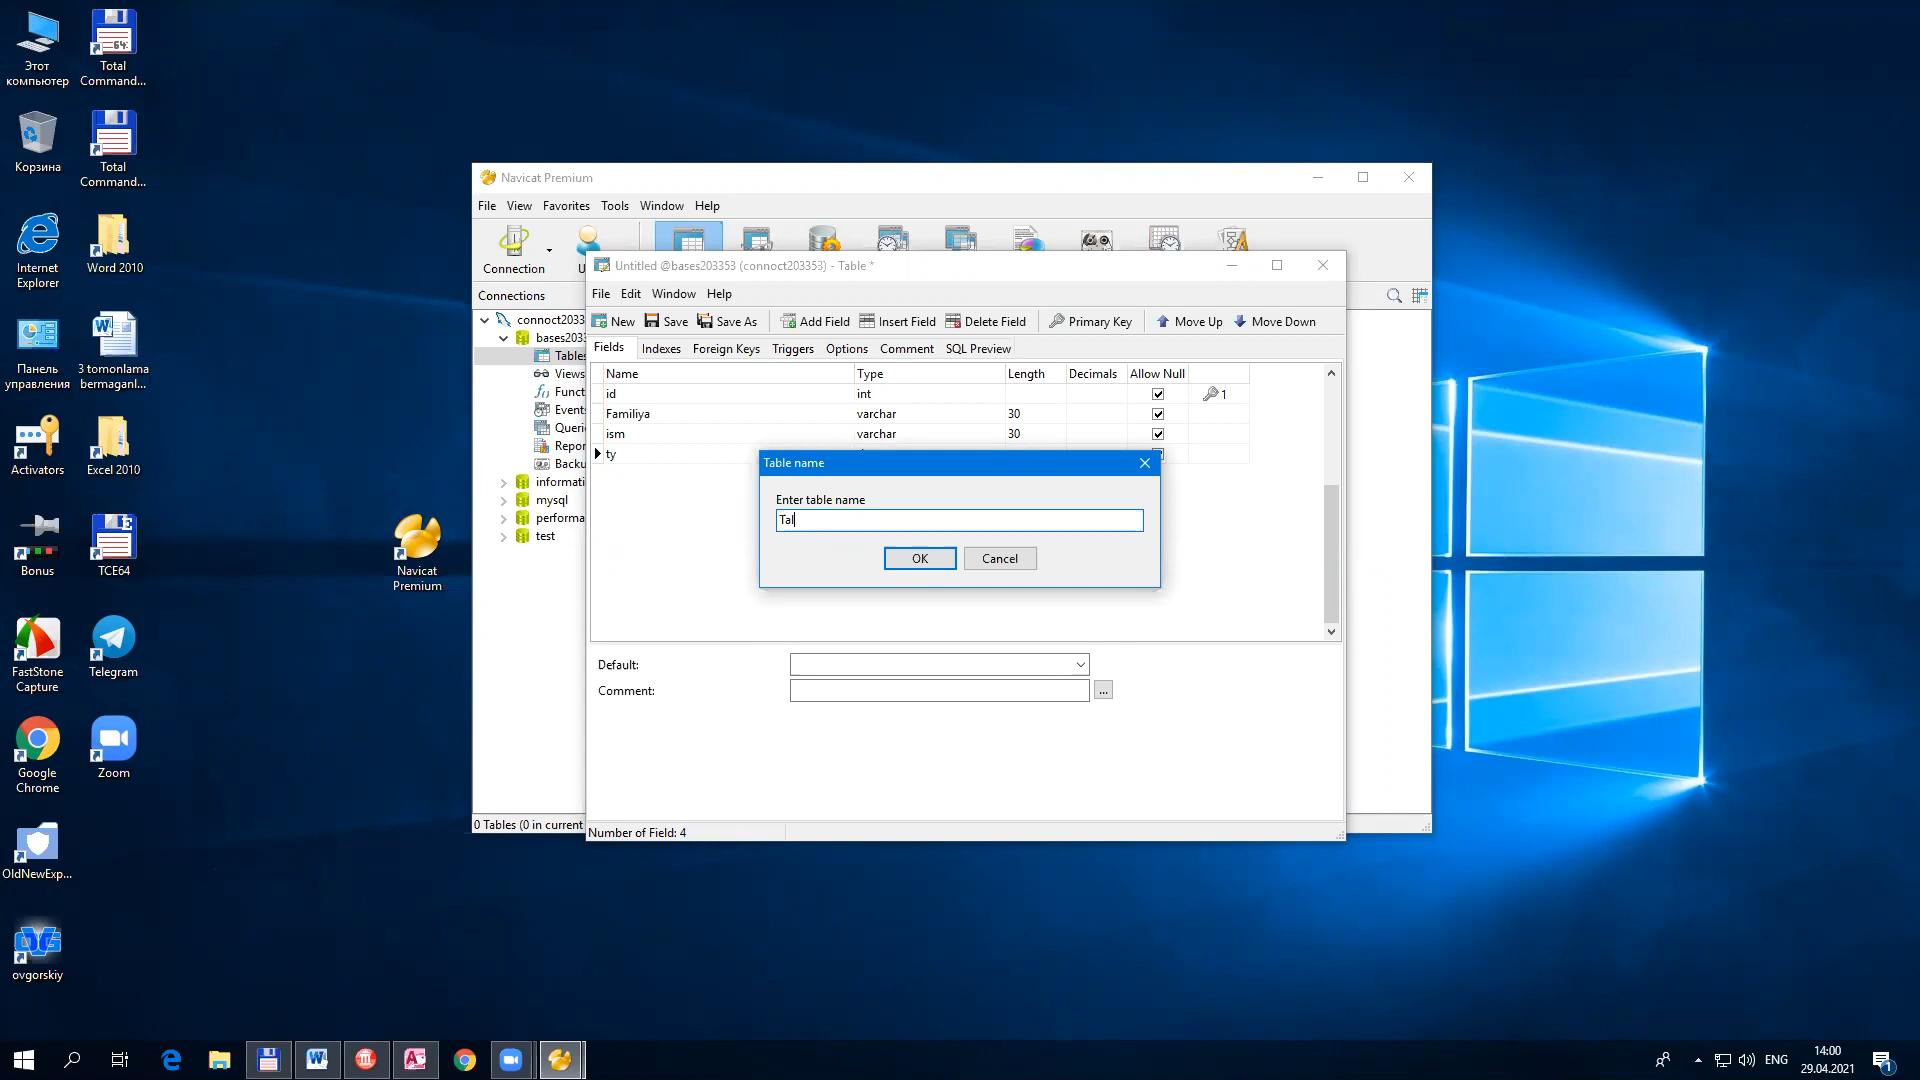 Этот компьютер
Total Command...
Корзина
Total Command...
Internet Explorer
Word 2010
Панель управления
3 tomonlama bermaganl...
Activators
Excel 2010
Bonus
TCE64
FastStone Capture
Telegram
Google Chrome
Zoom
OldNewExp...
ovgorskiy
Navicat Premium
Navicat Premium
File View Favorites Tools Window Help
Connection
U
Connections
connoct2033
bases2033
Tables
Views
Funct
Events
Queri
Repor
Backu
informati
mysql
performa
test
0 Tables (0 in current
Untitled @bases203353 (connoct203353) - Table *
File Edit Window Help
New Save Save As Add Field Insert Field Delete Field Primary Key Move Up Move Down
Fields Indexes Foreign Keys Triggers Options Comment SQL Preview
Name Type Length Decimals Allow Null
id int 1
Familiya varchar 30
ism varchar 30
ty
Table name
Enter table name
Tal
OK Cancel
Default:
Comment:
...
Number of Field: 4
ENG
14:00
29.04.2021
1